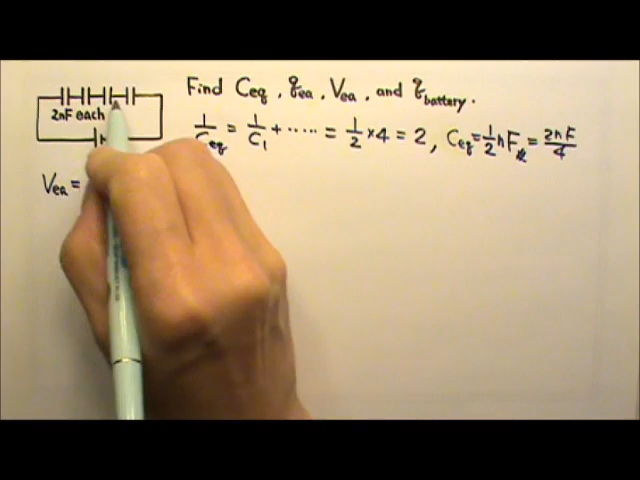 Find Ceq, qea, Vea, and qbattery.
2nF each
1/Ceq = 1/C1 + ..... = 1/2 × 4 = 2, Ceq = 1/2 nF = 2nF/4
Vea =